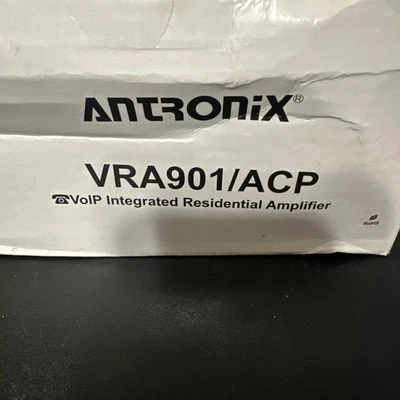 ANTRONIX®
VRA901/ACP
☎VoIP Integrated Residential Amplifier
RoHS